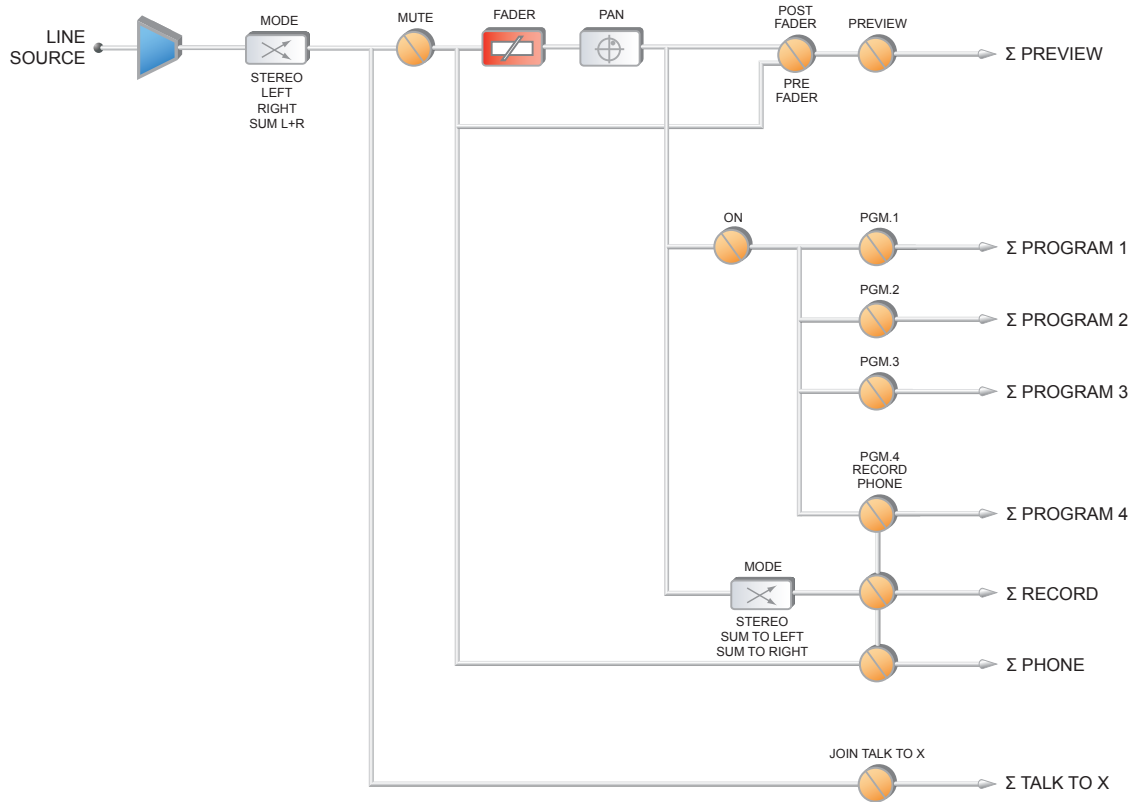 LINE
SOURCE
MODE
STEREO
LEFT
RIGHT
SUM L+R
MUTE
FADER
PAN
POST
FADER
PRE
FADER
PREVIEW
Σ PREVIEW
ON
PGM.1
Σ PROGRAM 1
PGM.2
Σ PROGRAM 2
PGM.3
Σ PROGRAM 3
PGM.4
RECORD
PHONE
Σ PROGRAM 4
MODE
STEREO
SUM TO LEFT
SUM TO RIGHT
Σ RECORD
Σ PHONE
JOIN TALK TO X
Σ TALK TO X